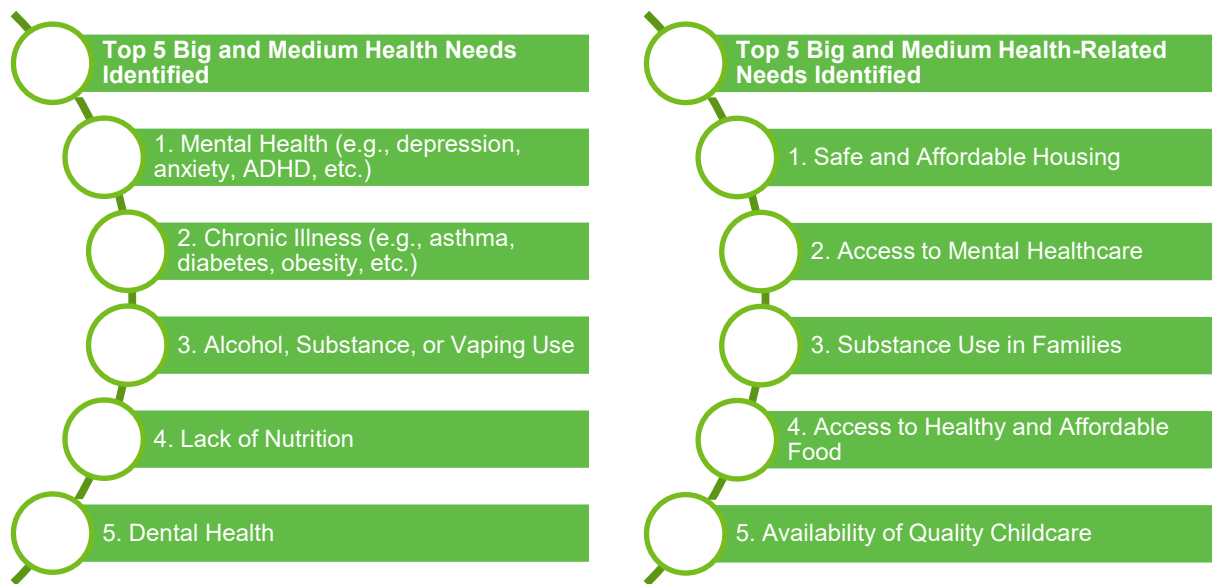 Top 5 Big and Medium Health Needs
Identified
1. Mental Health (e.g., depression,
anxiety, ADHD, etc.)
2. Chronic Illness (e.g., asthma,
diabetes, obesity, etc.)
3. Alcohol, Substance, or Vaping Use
4. Lack of Nutrition
5. Dental Health
Top 5 Big and Medium Health-Related
Needs Identified
1. Safe and Affordable Housing
2. Access to Mental Healthcare
3. Substance Use in Families
4. Access to Healthy and Affordable
Food
5. Availability of Quality Childcare